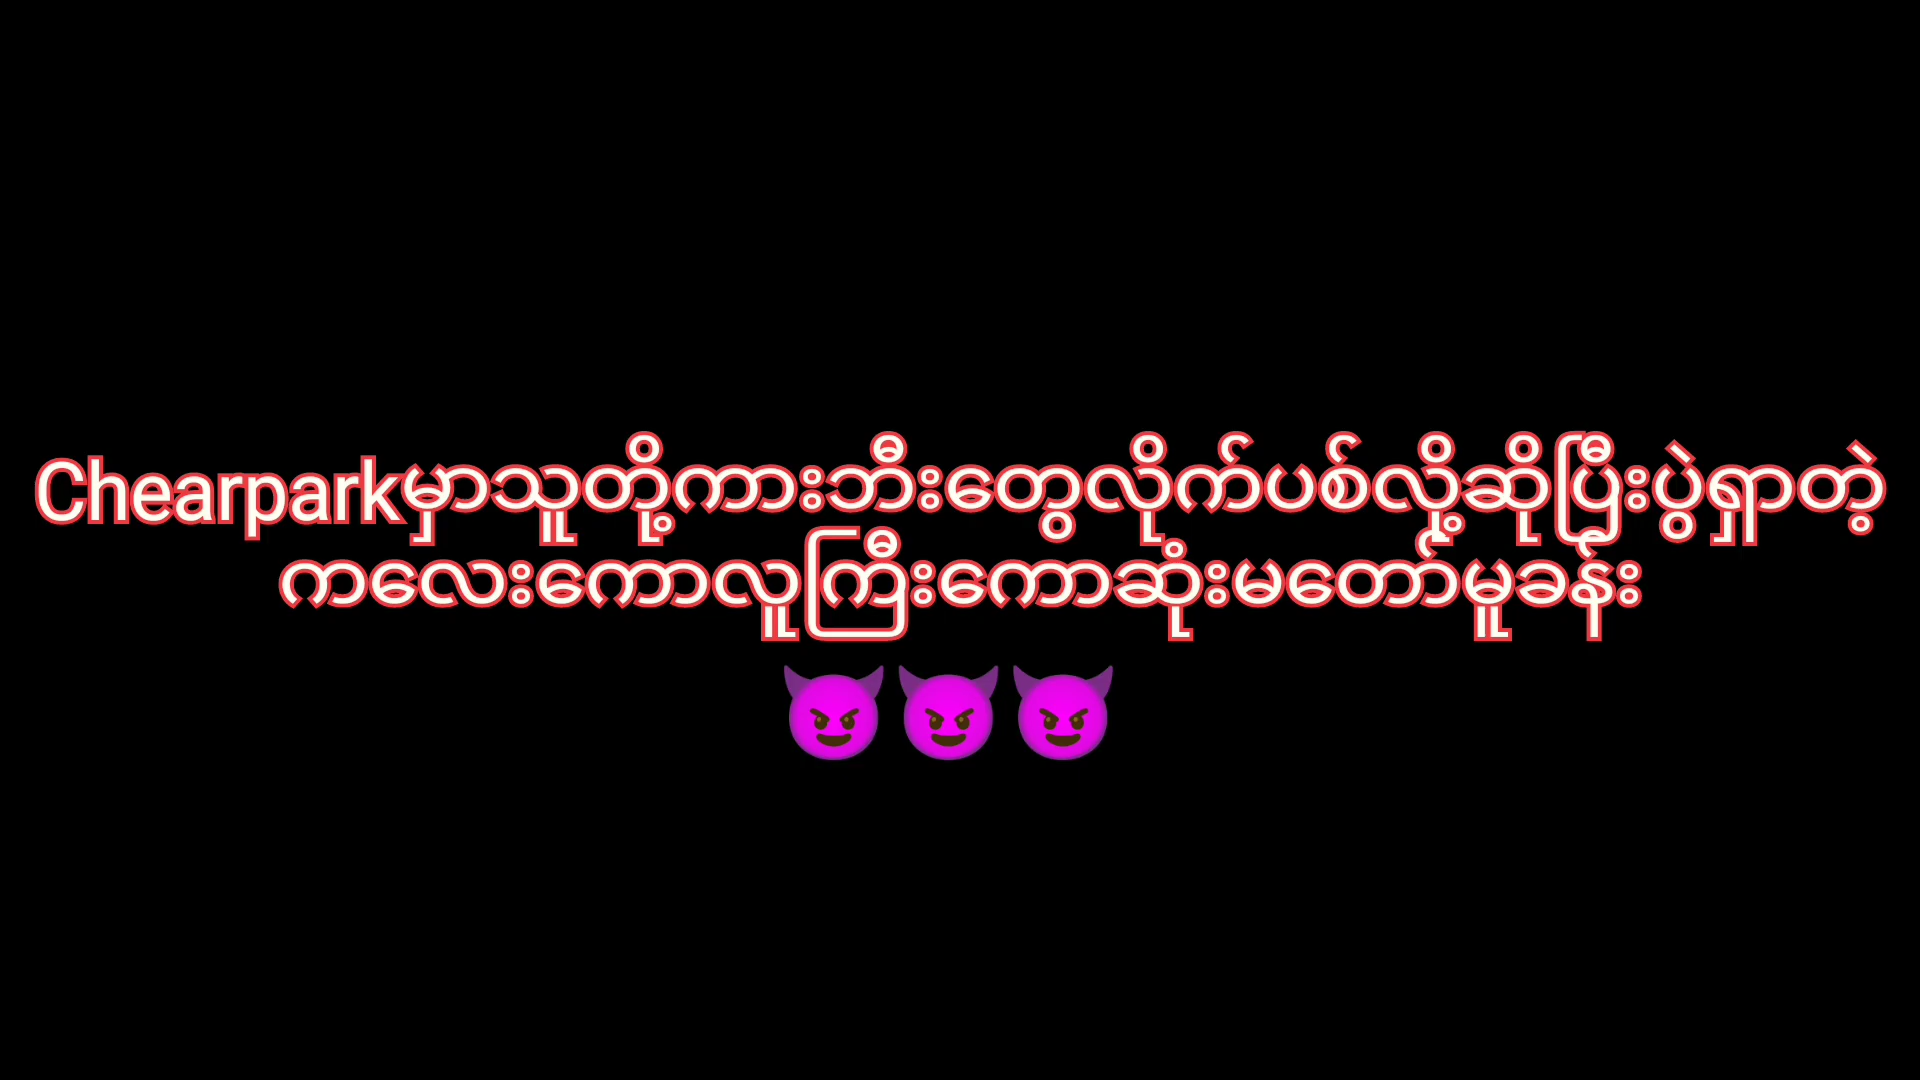 Chearparkမှာသူတို့ကားဘီးတွေလိုက်ပစ်လို့ဆိုပြီးပွဲရှာတဲ့
ကလေးကောလူကြီးကောဆုံးမတော်မူခန်း
😈😈😈